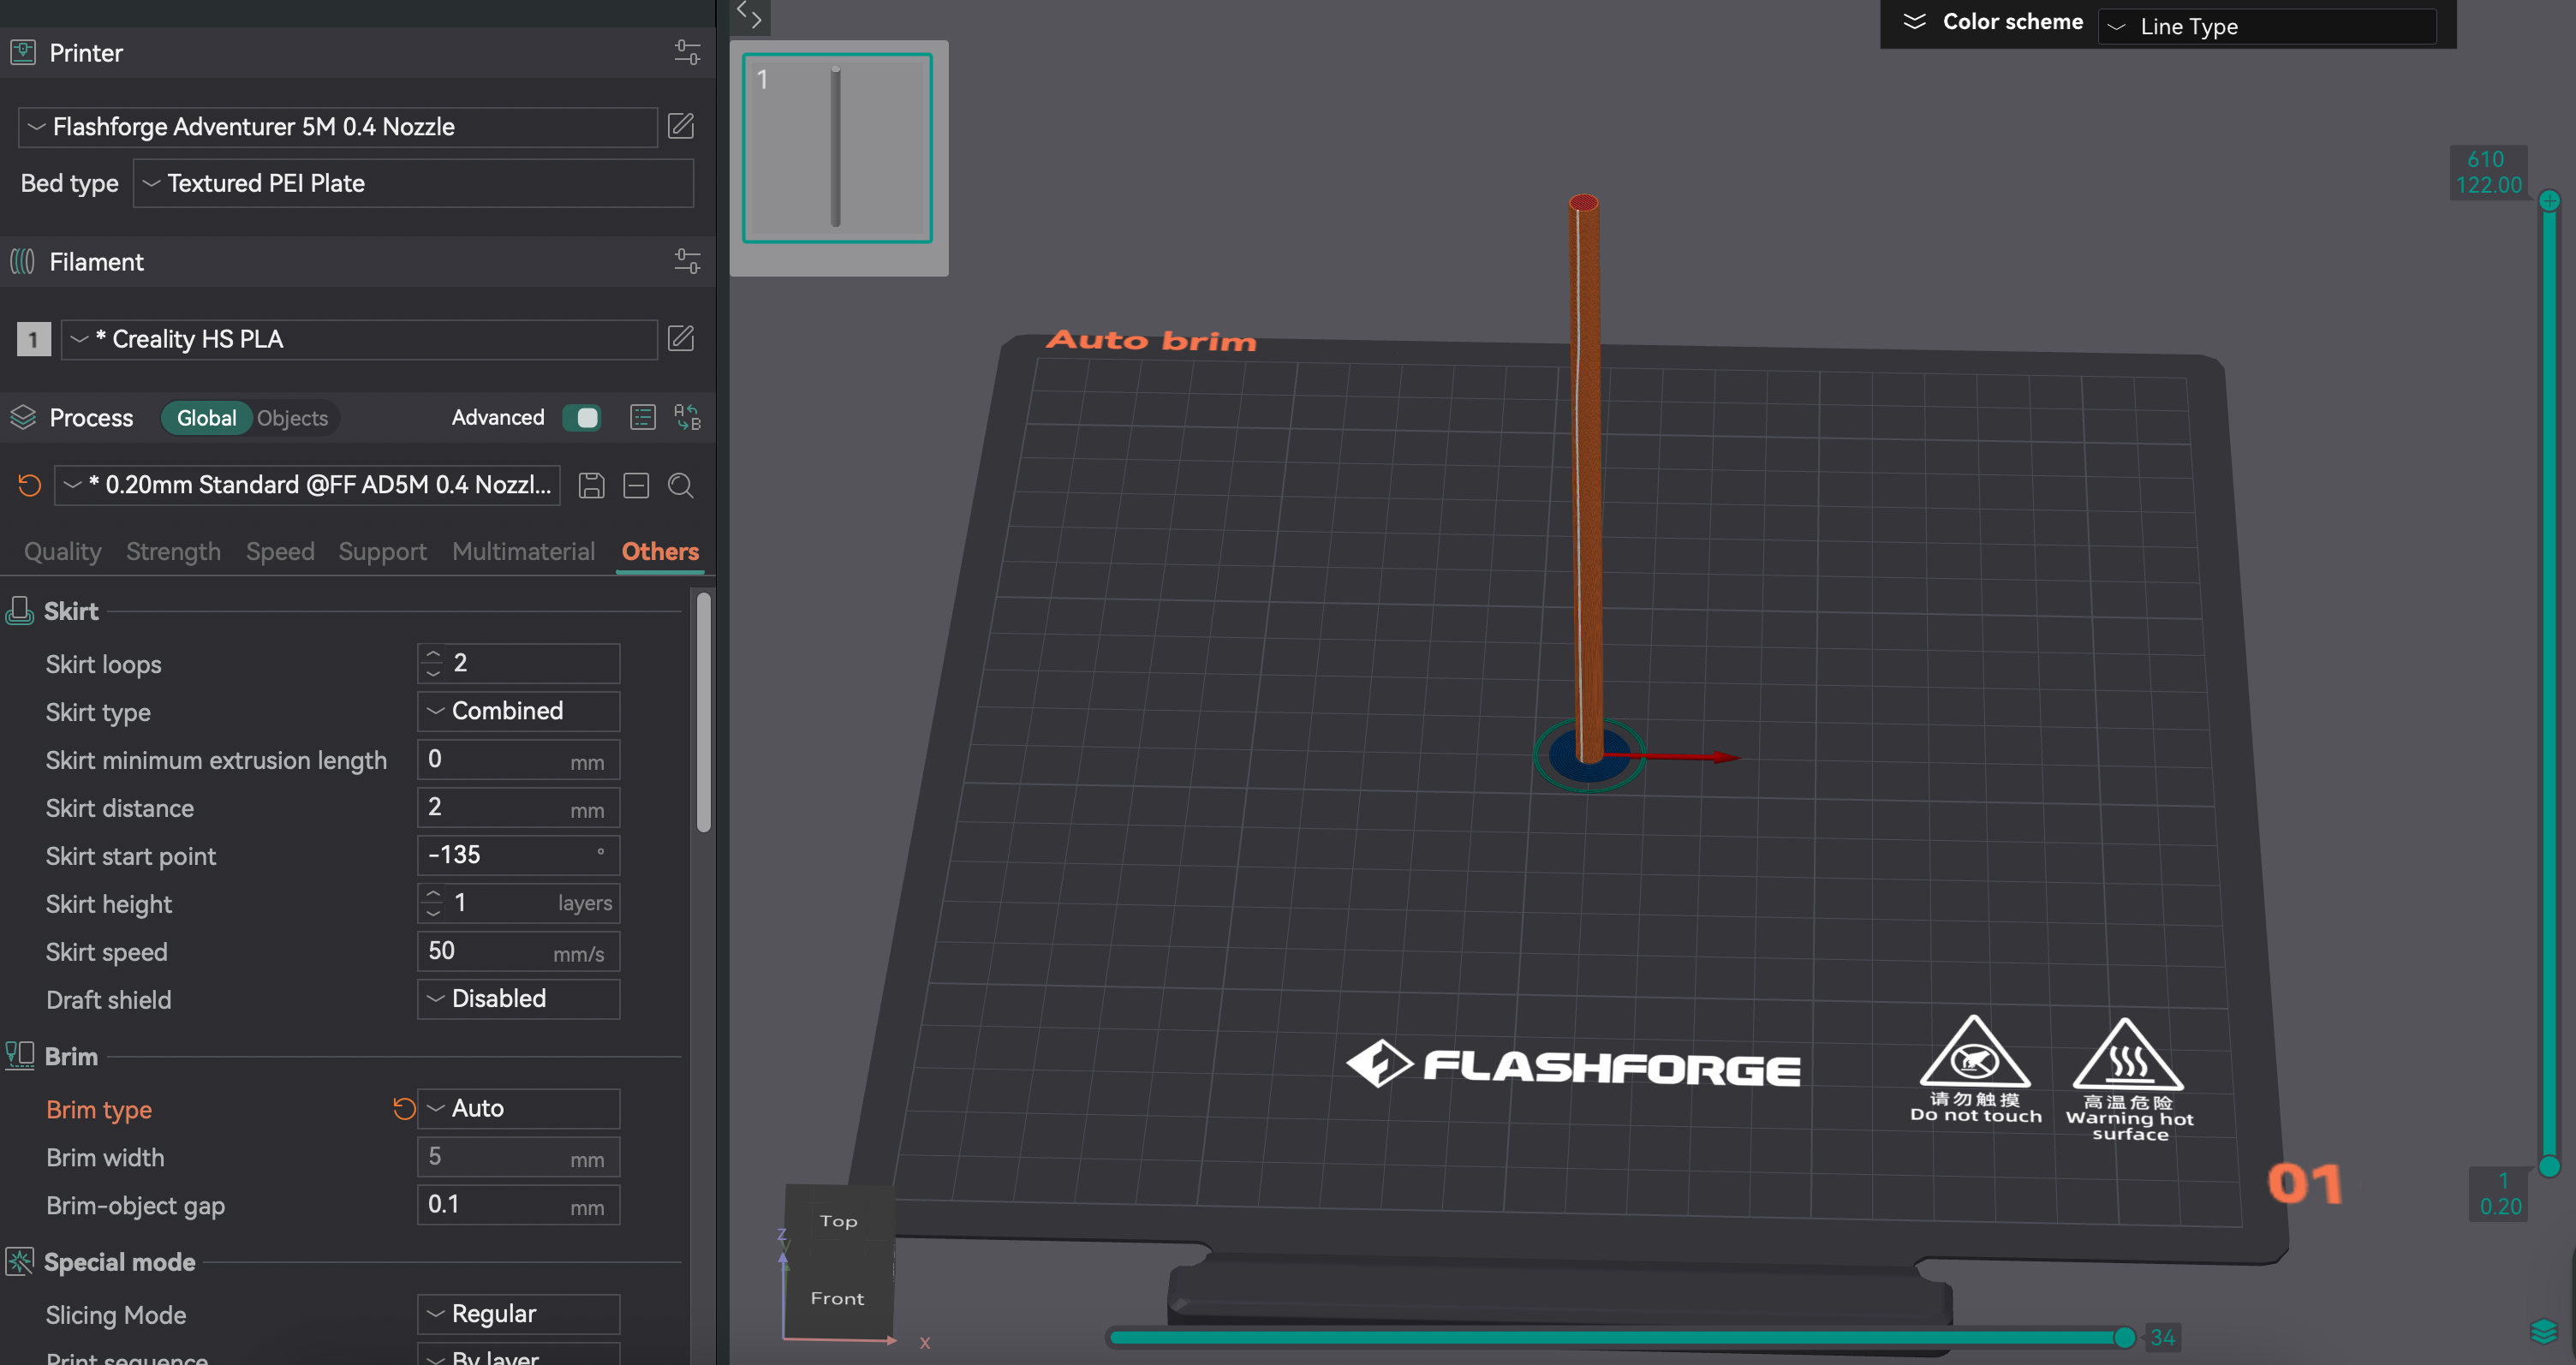 Printer
Flashforge Adventurer 5M 0.4 Nozzle
Bed type
Textured PEI Plate
Filament
1
* Creality HS PLA
Process
Global
Objects
Advanced
* 0.20mm Standard @FF AD5M 0.4 Nozzl...
Quality
Strength
Speed
Support
Multimaterial
Others
Skirt
Skirt loops
2
Skirt type
Combined
Skirt minimum extrusion length
0 mm
Skirt distance
2 mm
Skirt start point
-135 °
Skirt height
1 layers
Skirt speed
50 mm/s
Draft shield
Disabled
Brim
Brim type
Auto
Brim width
5 mm
Brim-object gap
0.1 mm
Special mode
Slicing Mode
Regular
Print sequence
By layer
1
Color scheme
Line Type
610
122.00
Auto brim
FLASHFORGE
请勿触摸
Do not touch
高温危险
Warning hot
surface
01
1
0.20
Top
Front
Z
Y
X
34